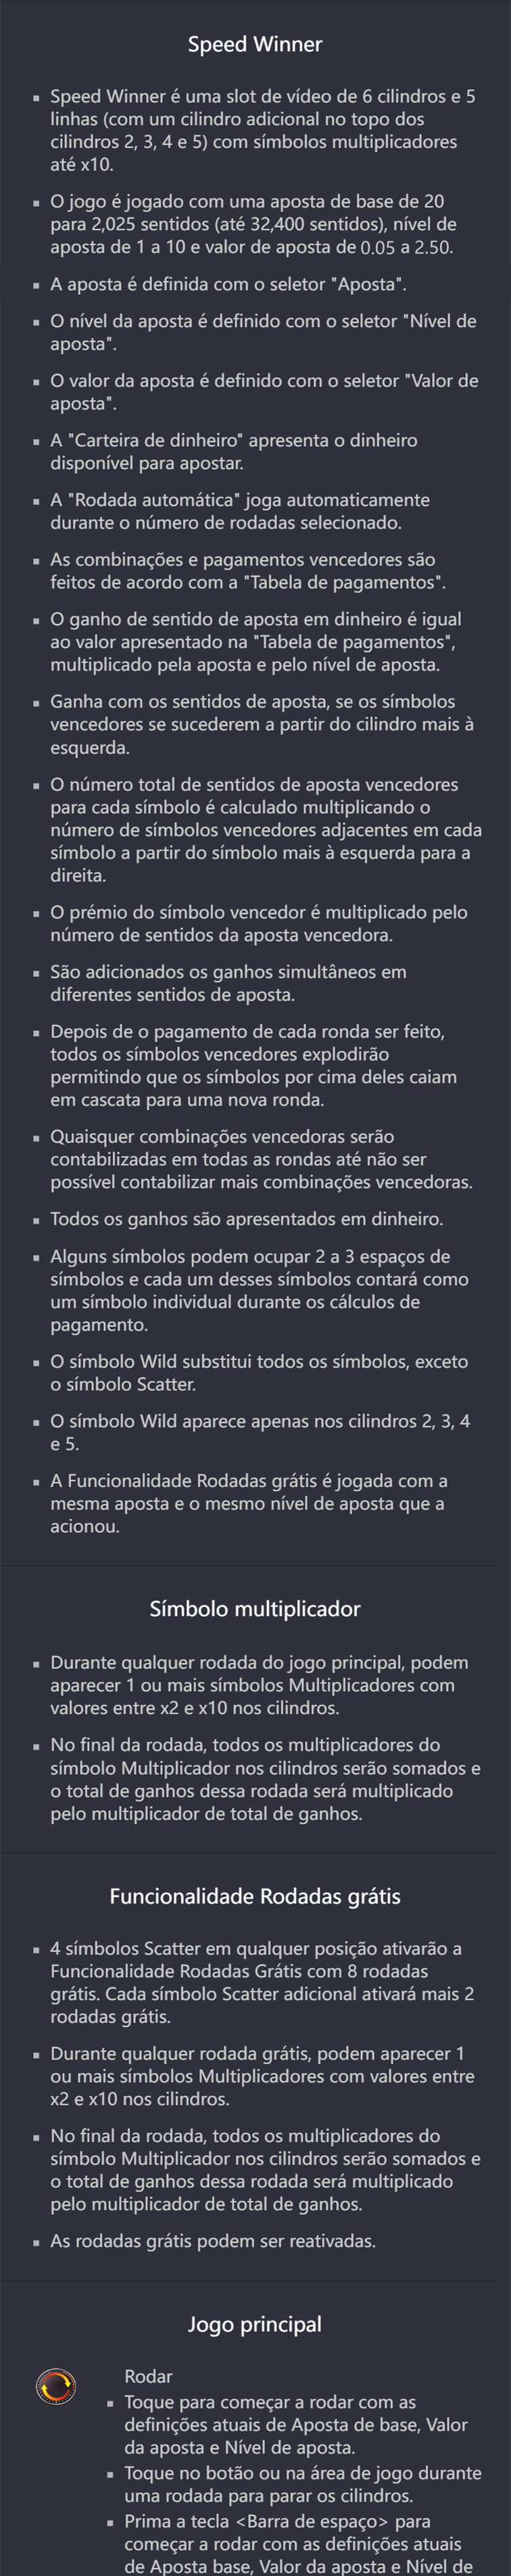 Speed Winner
Speed Winner é uma slot de vídeo de 6 cilindros e 5
linhas (com um cilindro adicional no topo dos
cilindros 2, 3, 4 e 5) com símbolos multiplicadores
até x10.
O jogo é jogado com uma aposta de base de 20
para 2,025 sentidos (até 32,400 sentidos), nível de
aposta de 1 a 10 e valor de aposta de 0.05 a 2.50.
A aposta é definida com o seletor "Aposta".
O nível da aposta é definido com o seletor "Nível de
aposta".
O valor da aposta é definido com o seletor "Valor de
aposta".
A "Carteira de dinheiro" apresenta o dinheiro
disponível para apostar.
A "Rodada automática" joga automaticamente
durante o número de rodadas selecionado.
As combinações e pagamentos vencedores são
feitos de acordo com a "Tabela de pagamentos".
O ganho de sentido de aposta em dinheiro é igual
ao valor apresentado na "Tabela de pagamentos",
multiplicado pela aposta e pelo nível de aposta.
Ganha com os sentidos de aposta, se os símbolos
vencedores se sucederem a partir do cilindro mais à
esquerda.
O número total de sentidos de aposta vencedores
para cada símbolo é calculado multiplicando o
número de símbolos vencedores adjacentes em cada
símbolo a partir do símbolo mais à esquerda para a
direita.
O prémio do símbolo vencedor é multiplicado pelo
número de sentidos da aposta vencedora.
São adicionados os ganhos simultâneos em
diferentes sentidos de aposta.
Depois de o pagamento de cada ronda ser feito,
todos os símbolos vencedores explodirão
permitindo que os símbolos por cima deles caiam
em cascata para uma nova ronda.
Quaisquer combinações vencedoras serão
contabilizadas em todas as rondas até não ser
possível contabilizar mais combinações vencedoras.
Todos os ganhos são apresentados em dinheiro.
Alguns símbolos podem ocupar 2 a 3 espaços de
símbolos e cada um desses símbolos contará como
um símbolo individual durante os cálculos de
pagamento.
O símbolo Wild substitui todos os símbolos, exceto
o símbolo Scatter.
O símbolo Wild aparece apenas nos cilindros 2, 3, 4
e 5.
A Funcionalidade Rodadas grátis é jogada com a
mesma aposta e o mesmo nível de aposta que a
acionou.
Símbolo multiplicador
Durante qualquer rodada do jogo principal, podem
aparecer 1 ou mais símbolos Multiplicadores com
valores entre x2 e x10 nos cilindros.
No final da rodada, todos os multiplicadores do
símbolo Multiplicador nos cilindros serão somados e
o total de ganhos dessa rodada será multiplicado
pelo multiplicador de total de ganhos.
Funcionalidade Rodadas grátis
4 símbolos Scatter em qualquer posição ativarão a
Funcionalidade Rodadas Grátis com 8 rodadas
grátis. Cada símbolo Scatter adicional ativará mais 2
rodadas grátis.
Durante qualquer rodada grátis, podem aparecer 1
ou mais símbolos Multiplicadores com valores entre
x2 e x10 nos cilindros.
No final da rodada, todos os multiplicadores do
símbolo Multiplicador nos cilindros serão somados e
o total de ganhos dessa rodada será multiplicado
pelo multiplicador de total de ganhos.
As rodadas grátis podem ser reativadas.
Jogo principal
Rodar
Toque para começar a rodar com as
definições atuais de Aposta de base, Valor
da aposta e Nível de aposta.
Toque no botão ou na área de jogo durante
uma rodada para parar os cilindros.
Prima a tecla <Barra de espaço> para
começar a rodar com as definições atuais
de Aposta base, Valor da aposta e Nível de